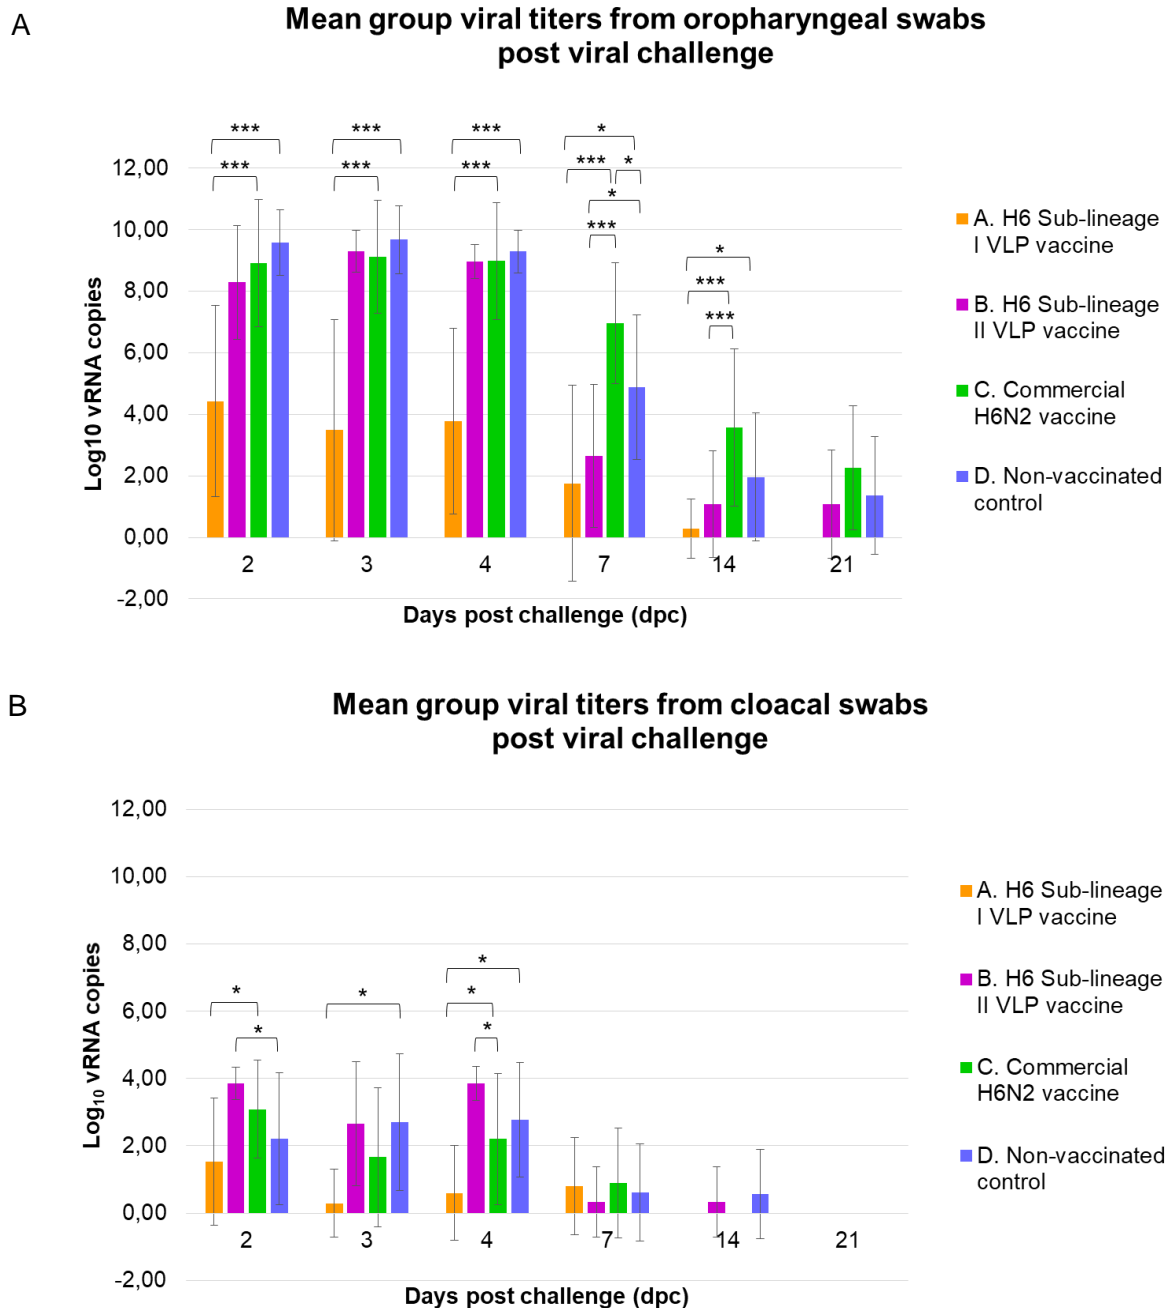 A
Mean group viral titers from oropharyngeal swabs
post viral challenge
*** *** *** *
*** *** *** *** *
* *
*** ***
***
12,00
10,00
8,00
6,00
4,00
2,00
0,00
-2,00
Log10 vRNA copies
2 3 4 7 14 21
Days post challenge (dpc)
A. H6 Sub-lineage
I VLP vaccine
B. H6 Sub-lineage
II VLP vaccine
C. Commercial
H6N2 vaccine
D. Non-vaccinated
control
B
Mean group viral titers from cloacal swabs
post viral challenge
12,00
10,00
8,00
6,00
4,00
2,00
0,00
-2,00
Log₁₀ vRNA copies
*
* * *
* *
2 3 4 7 14 21
Days post challenge (dpc)
A. H6 Sub-lineage
I VLP vaccine
B. H6 Sub-lineage
II VLP vaccine
C. Commercial
H6N2 vaccine
D. Non-vaccinated
control